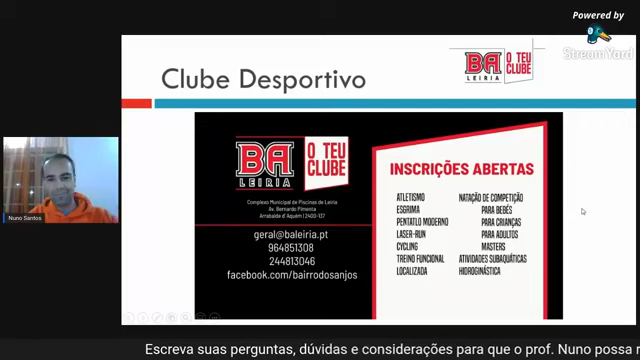 Powered by
StreamYard
Clube Desportivo
BA
LEIRIA
O TEU
CLUBE
BA
LEIRIA
O TEU
CLUBE
Complexo Municipal de Piscinas de Leiria
Av. Bernardo Pimenta
Arrabalde d'Aquém | 2400-137
geral@baleiria.pt
964851308
244813046
facebook.com/bairrodosanjos
INSCRIÇÕES ABERTAS
ATLETISMO
ESGRIMA
PENTATLO MODERNO
LASER-RUN
CYCLING
TREINO FUNCIONAL
LOCALIZADA
NATAÇÃO DE COMPETIÇÃO
PARA BEBÉS
PARA CRIANÇAS
PARA ADULTOS
MASTERS
ATIVIDADES SUBAQUÁTICAS
HIDROGINÁSTICA
Nuno Santos
Escreva suas perguntas, dúvidas e considerações para que o prof. Nuno possa r